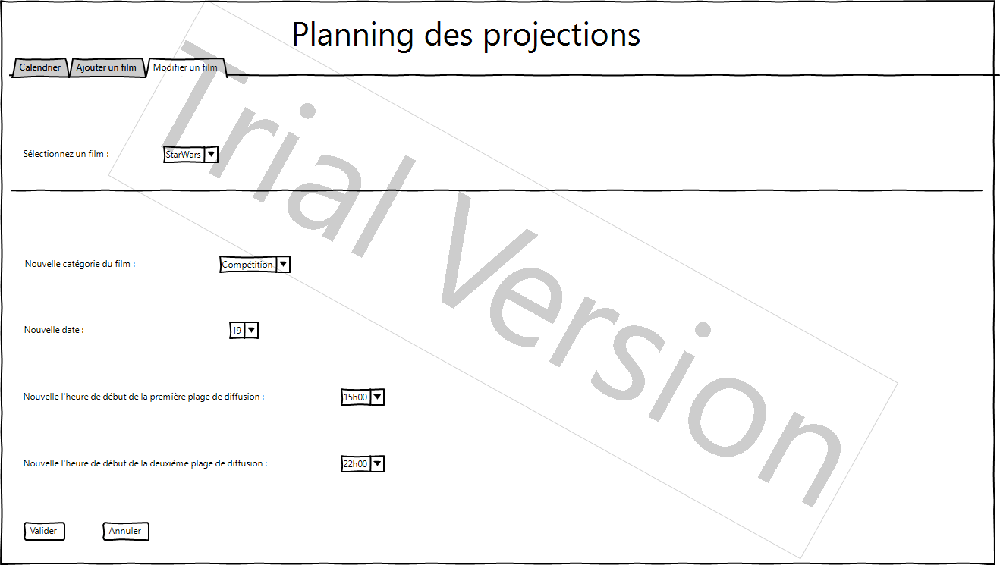 Planning des projections
Calendrier Ajouter un film Modifier un film
Sélectionnez un film : StarWars
Nouvelle catégorie du film : Compétition
Nouvelle date : 19
Nouvelle l'heure de début de la première plage de diffusion : 15h00
Nouvelle l'heure de début de la deuxième plage de diffusion : 22h00
Valider Annuler
Trial Version